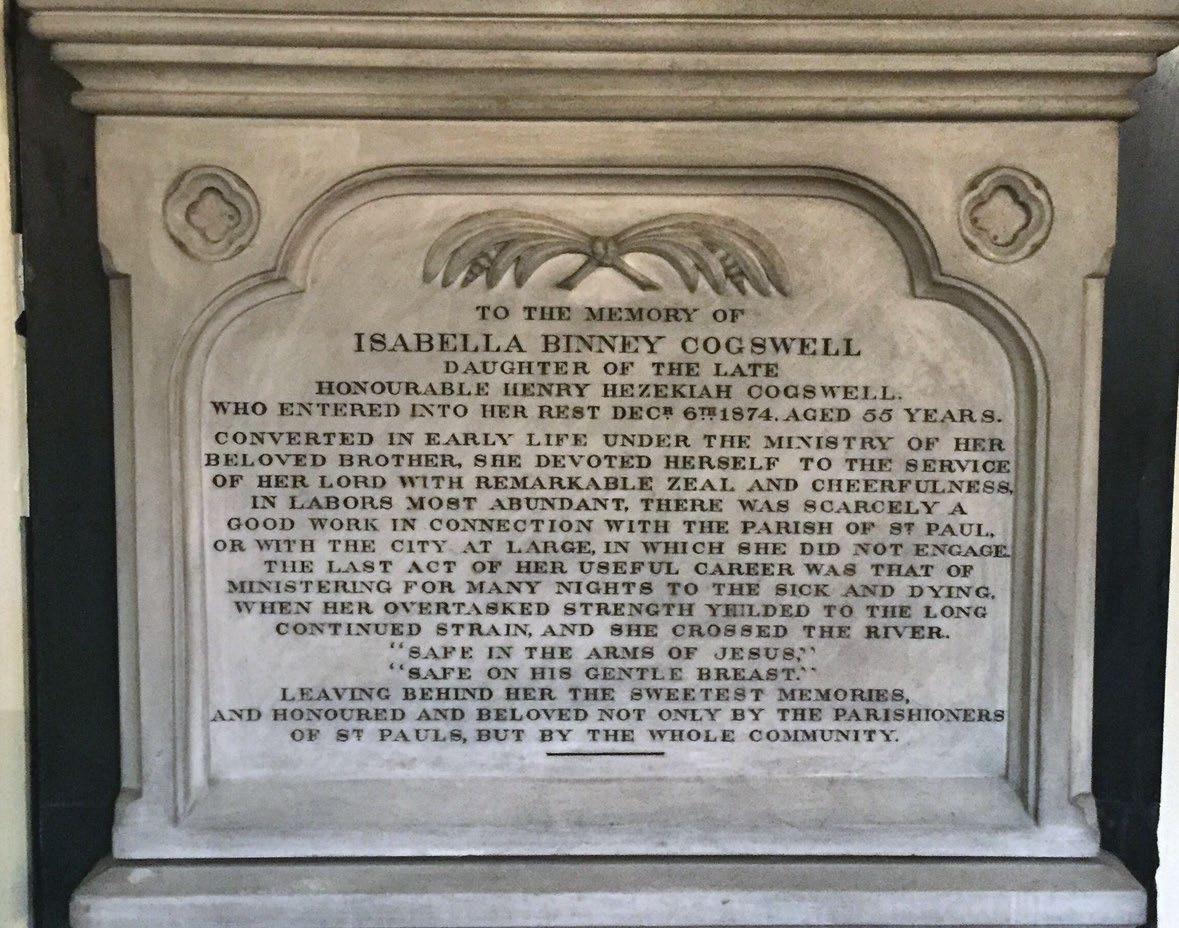 TO THE MEMORY OF
ISABELLA BINNEY COGSWELL
DAUGHTER OF THE LATE
HONOURABLE HENRY HEZEKIAH COGSWELL.
WHO ENTERED INTO HER REST DECR 6TH 1874. AGED 55 YEARS.
CONVERTED IN EARLY LIFE UNDER THE MINISTRY OF HER
BELOVED BROTHER, SHE DEVOTED HERSELF TO THE SERVICE
OF HER LORD WITH REMARKABLE ZEAL AND CHEERFULNESS,
IN LABORS MOST ABUNDANT, THERE WAS SCARCELY A
GOOD WORK IN CONNECTION WITH THE PARISH OF ST PAUL,
OR WITH THE CITY AT LARGE, IN WHICH SHE DID NOT ENGAGE.
THE LAST ACT OF HER USEFUL CAREER WAS THAT OF
MINISTERING FOR MANY NIGHTS TO THE SICK AND DYING,
WHEN HER OVERTASKED STRENGTH YEILDED TO THE LONG
CONTINUED STRAIN, AND SHE CROSSED THE RIVER.
"SAFE IN THE ARMS OF JESUS,"
"SAFE ON HIS GENTLE BREAST."
LEAVING BEHIND HER THE SWEETEST MEMORIES,
AND HONOURED AND BELOVED NOT ONLY BY THE PARISHIONERS
OF ST PAULS, BUT BY THE WHOLE COMMUNITY.